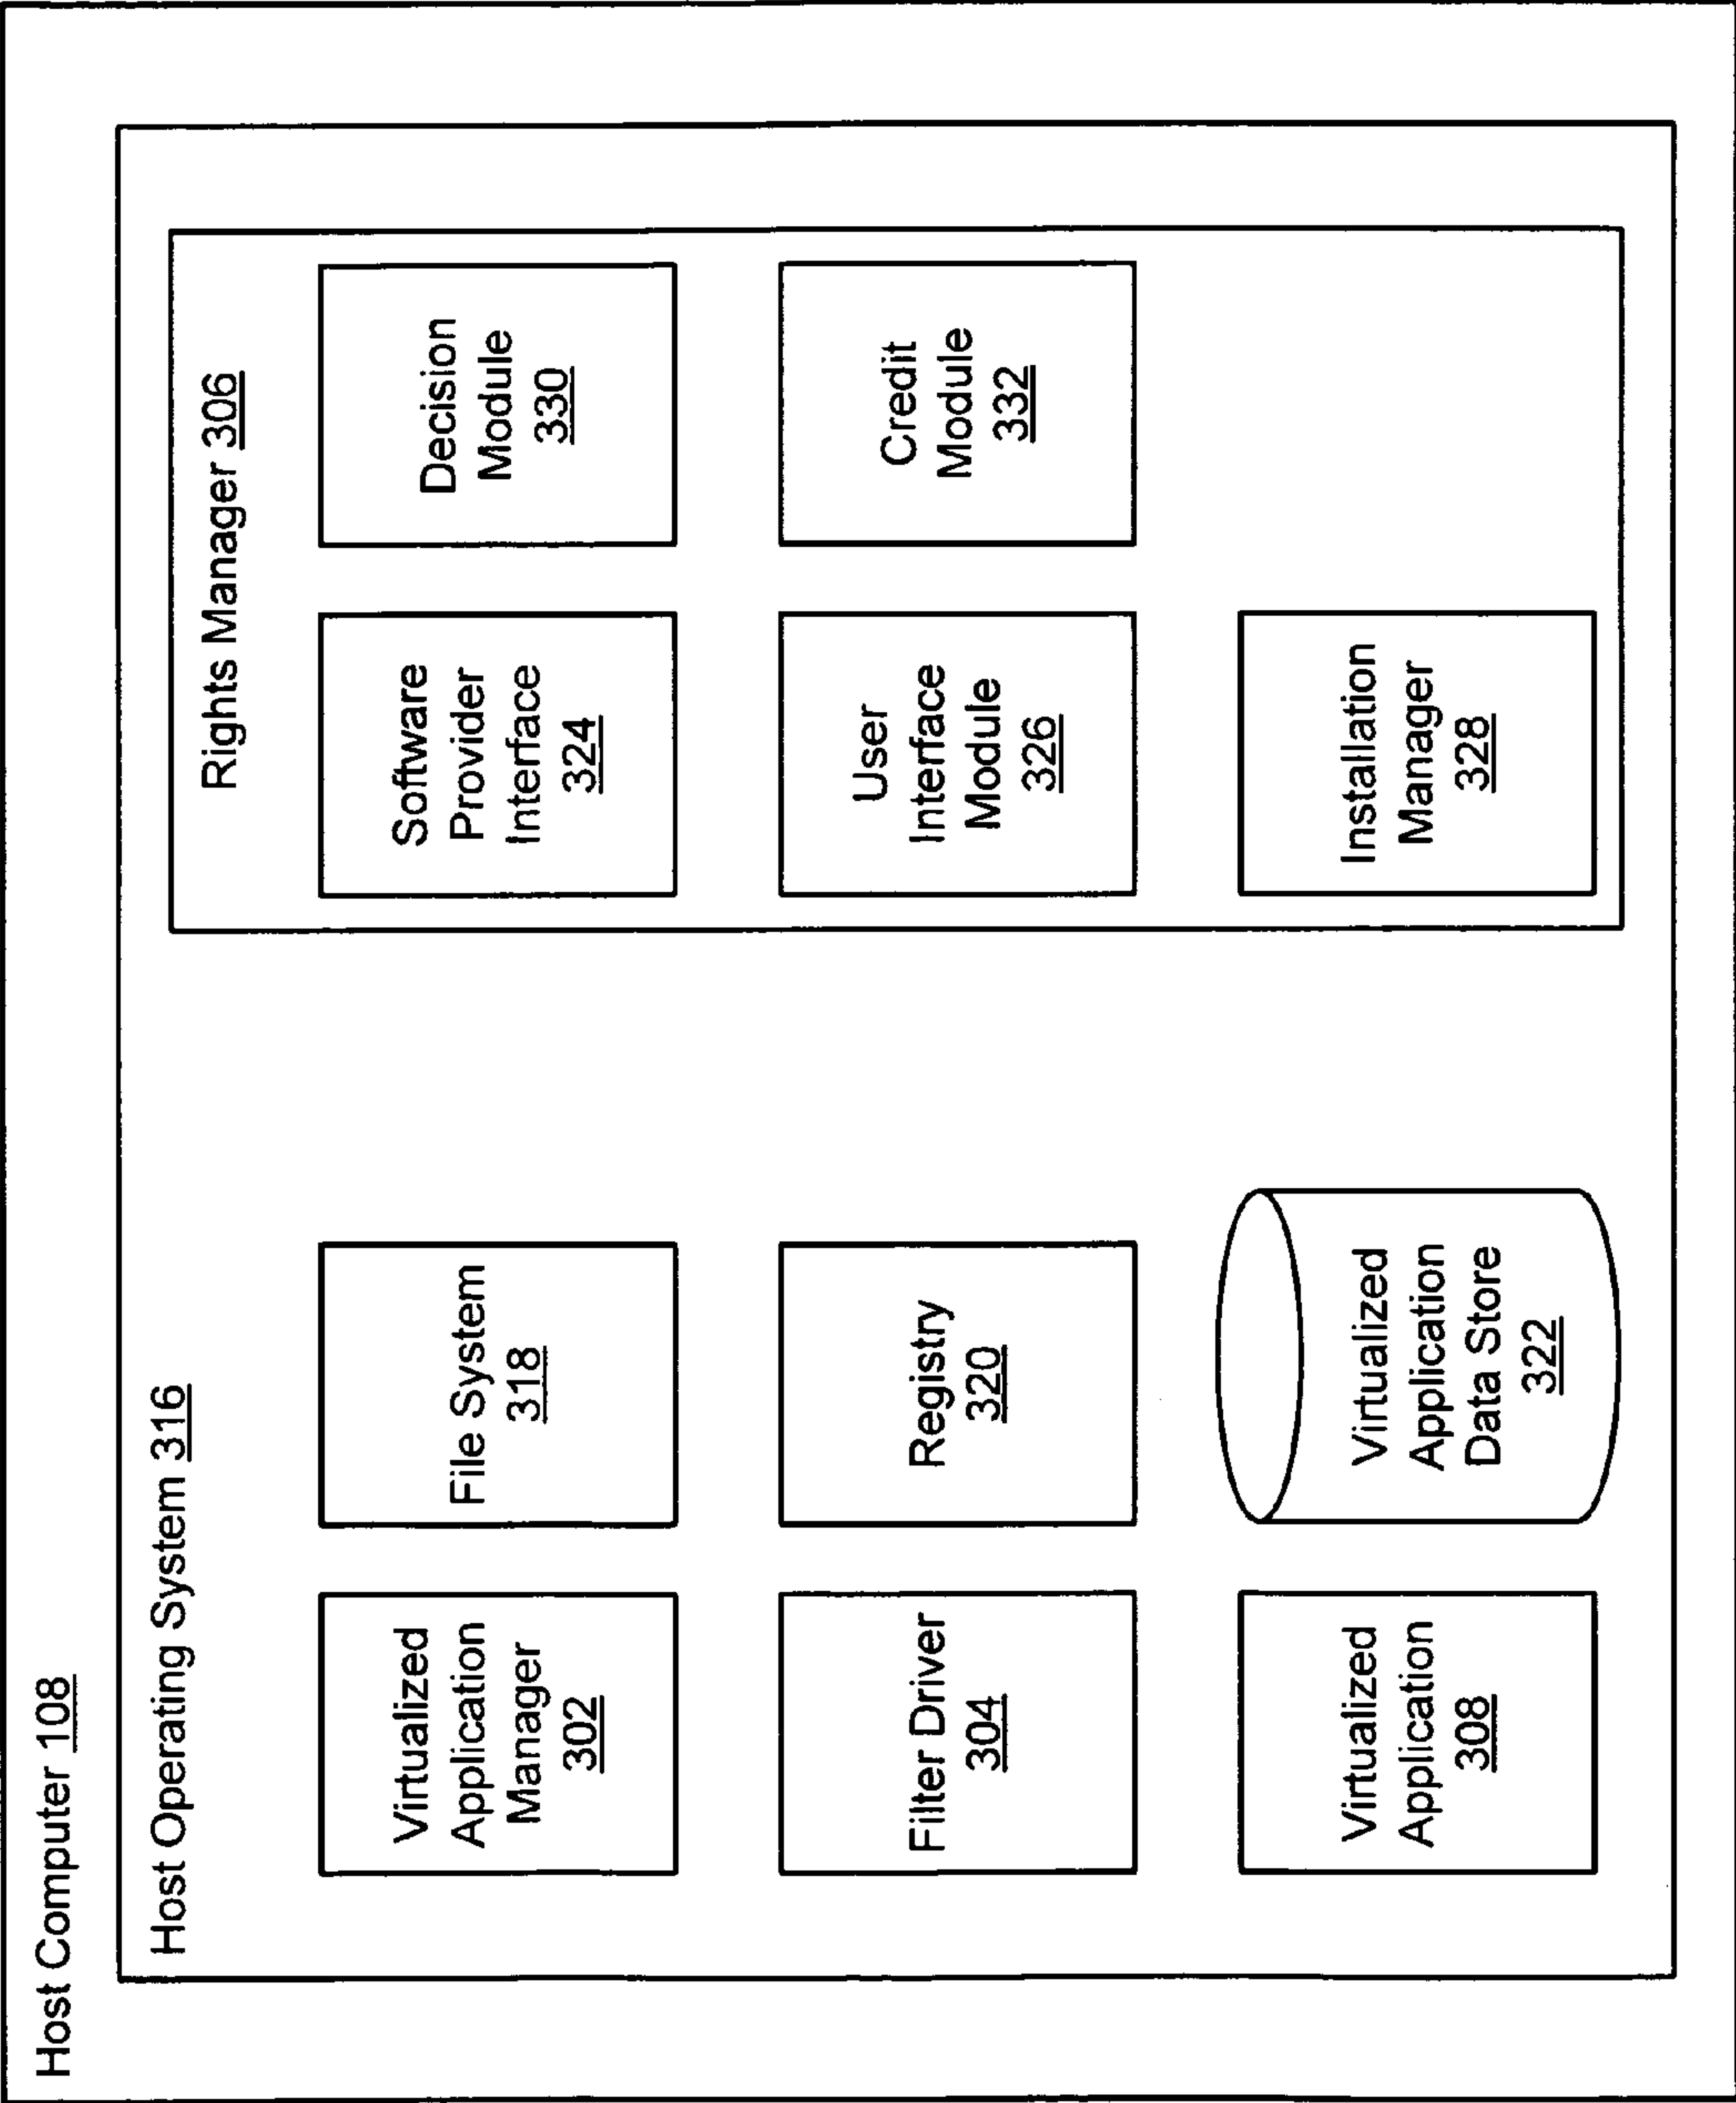 Host Computer 108
Host Operating System 316
Virtualized
Application
Manager
302
File System
318
Filter Driver
304
Registry
320
Virtualized
Application
308
Virtualized
Application
Data Store
322
Rights Manager 306
Software
Provider
Interface
324
Decision
Module
330
User
Interface
Module
326
Credit
Module
332
Installation
Manager
328